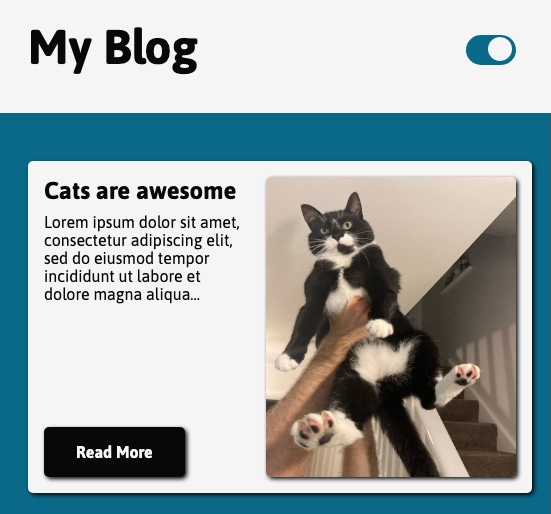 My Blog
Cats are awesome
Lorem ipsum dolor sit amet,
consectetur adipiscing elit,
sed do eiusmod tempor
incididunt ut labore et
dolore magna aliqua...
Read More